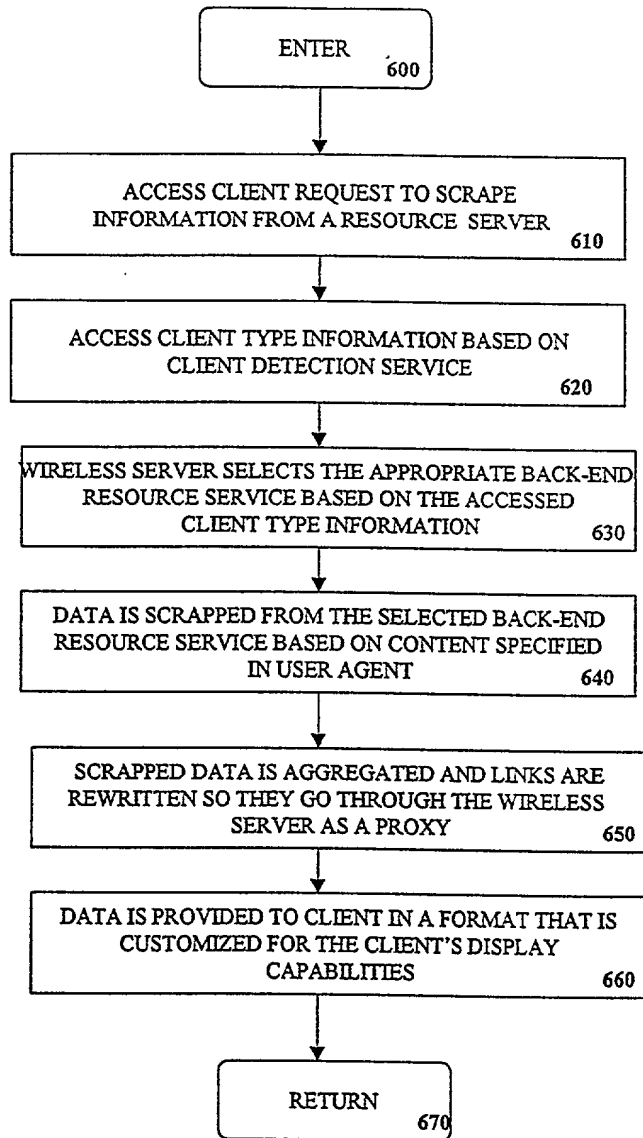 ENTER
600
ACCESS CLIENT REQUEST TO SCRAPE
INFORMATION FROM A RESOURCE SERVER
610
ACCESS CLIENT TYPE INFORMATION BASED ON
CLIENT DETECTION SERVICE
620
WIRELESS SERVER SELECTS THE APPROPRIATE BACK-END
RESOURCE SERVICE BASED ON THE ACCESSED
CLIENT TYPE INFORMATION
630
DATA IS SCRAPPED FROM THE SELECTED BACK-END
RESOURCE SERVICE BASED ON CONTENT SPECIFIED
IN USER AGENT
640
SCRAPPED DATA IS AGGREGATED AND LINKS ARE
REWRITTEN SO THEY GO THROUGH THE WIRELESS
SERVER AS A PROXY
650
DATA IS PROVIDED TO CLIENT IN A FORMAT THAT IS
CUSTOMIZED FOR THE CLIENT'S DISPLAY
CAPABILITIES
660
RETURN
670